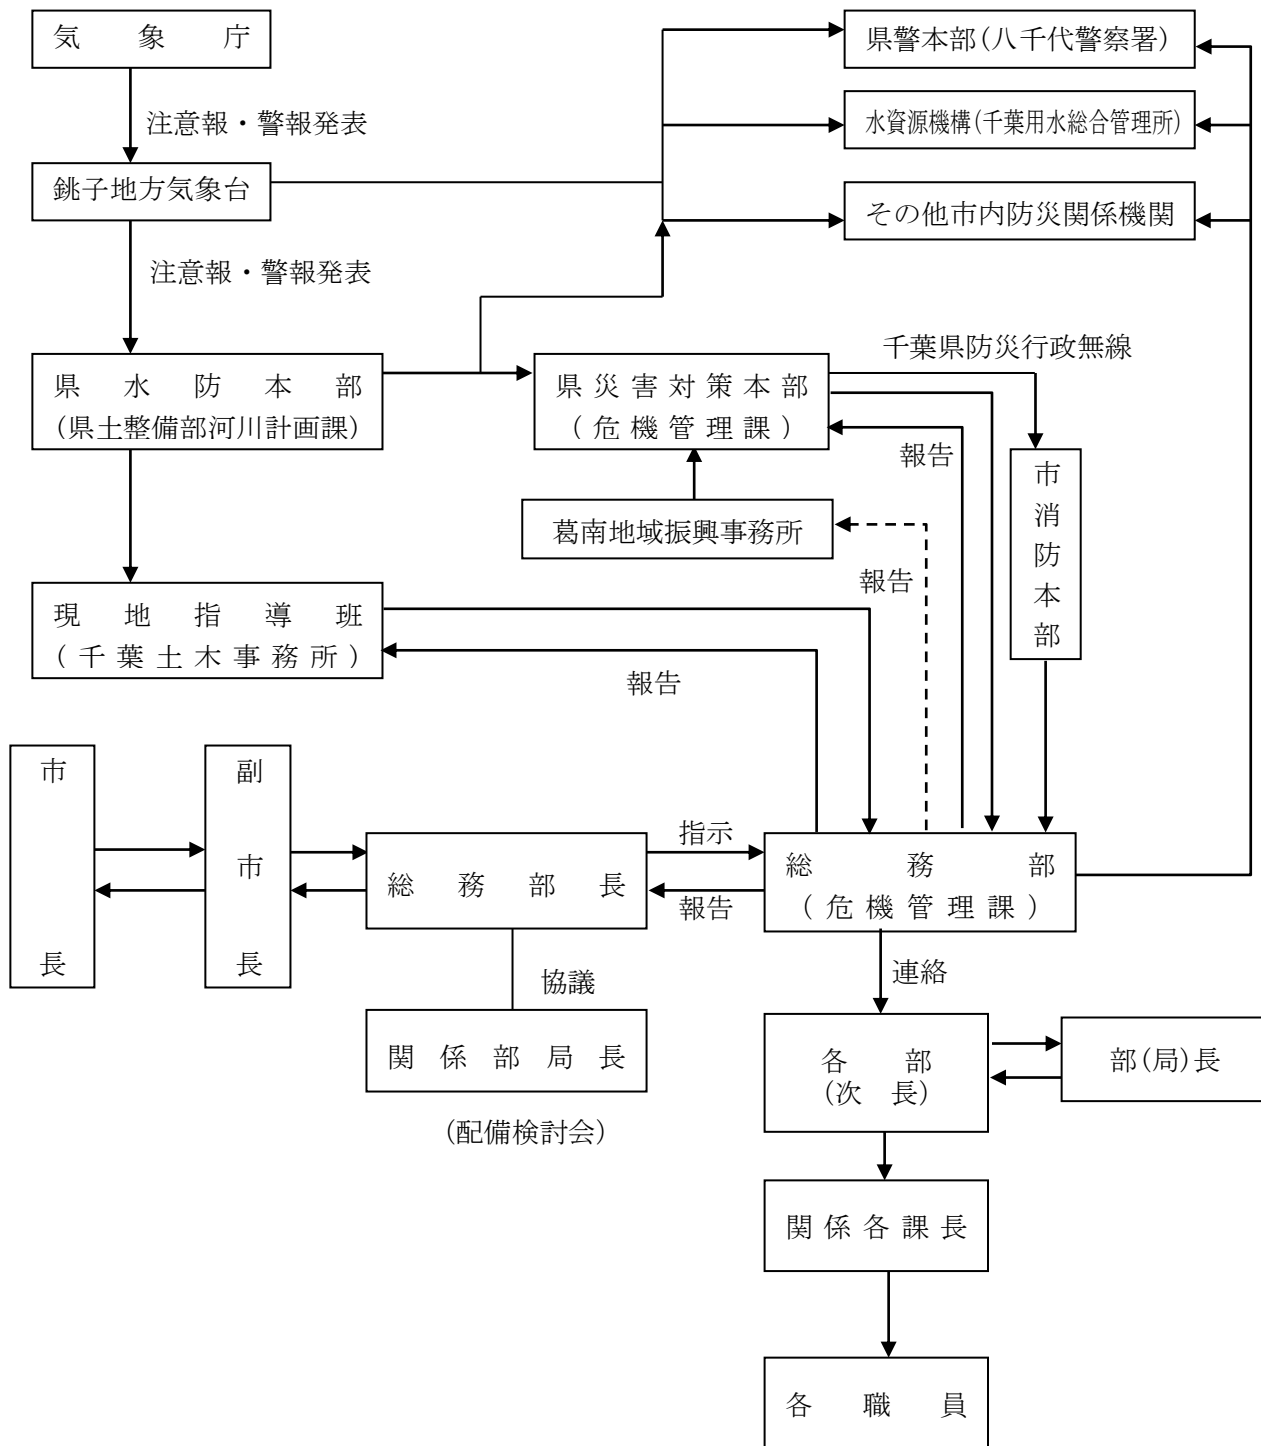 気象庁
県警本部(八千代警察署)
注意報・警報発表
水資源機構(千葉用水総合管理所)
銚子地方気象台
その他市内防災関係機関
注意報・警報発表
千葉県防災行政無線
県水防本部
(県土整備部河川計画課)
県災害対策本部
(危機管理課)
報告
市消防本部
葛南地域振興事務所
報告
現地指導班
(千葉土木事務所)
報告
市長
副市長
総務部長
指示
報告
総務部
(危機管理課)
協議
連絡
関係部局長
(配備検討会)
各部
(次長)
部(局)長
関係各課長
各職員